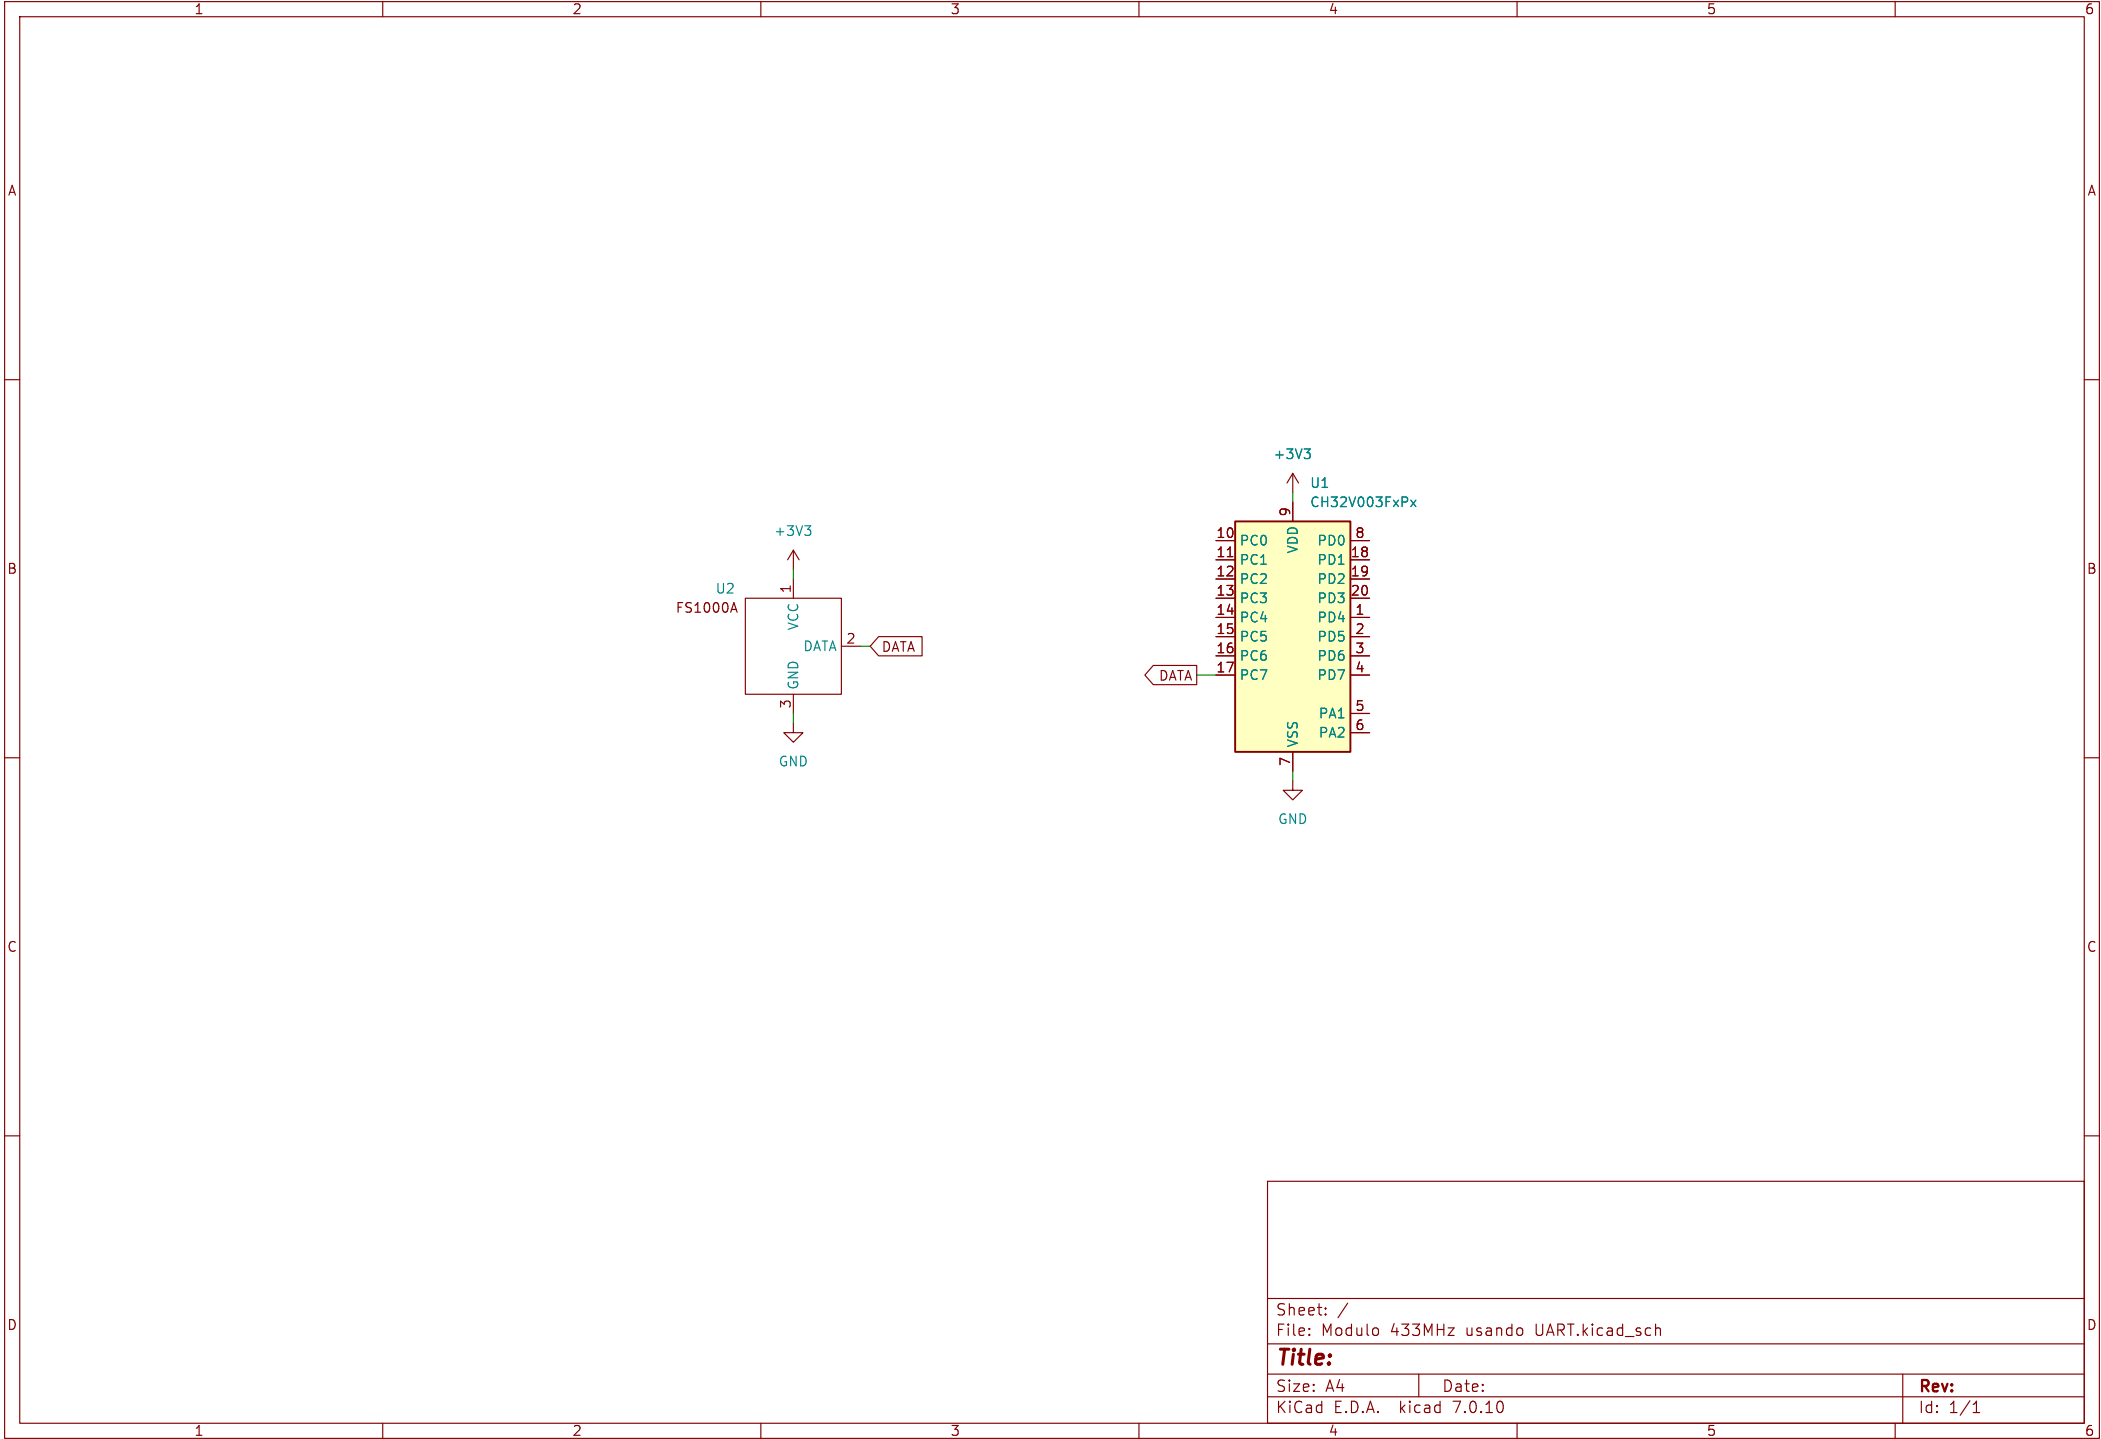 1 2 3 4 5 6
A A
B B
C C
D D
+3V3
U2
FS1000A
1
VCC
DATA 2 DATA
GND
3
GND
+3V3
U1
CH32V003FxPx
9
VDD
10 PC0 PD0 8
11 PC1 PD1 18
12 PC2 PD2 19
13 PC3 PD3 20
14 PC4 PD4 1
15 PC5 PD5 2
16 PC6 PD6 3
DATA 17 PC7 PD7 4
PA1 5
PA2 6
VSS
7
GND
Sheet: /
File: Modulo 433MHz usando UART.kicad_sch
Title:
Size: A4 Date: Rev:
KiCad E.D.A. kicad 7.0.10 Id: 1/1
1 2 3 4 5 6